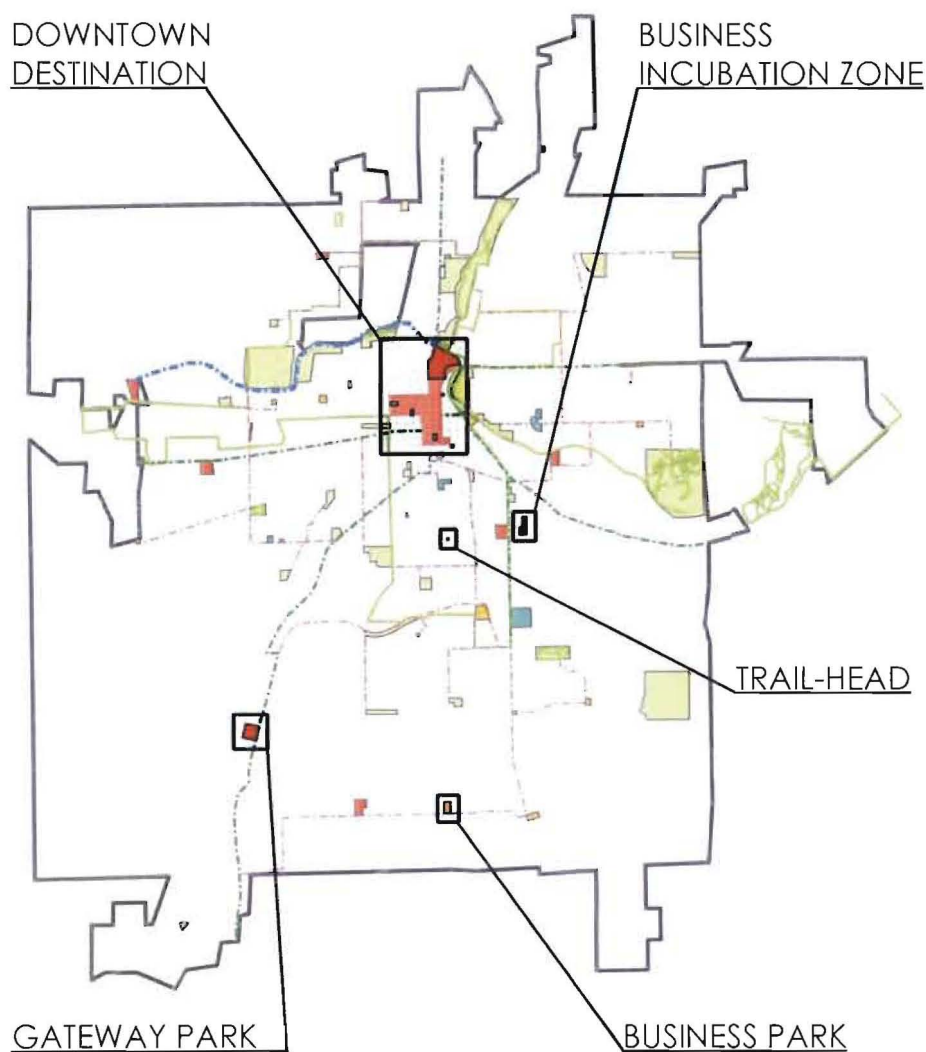 DOWNTOWN
DESTINATION
BUSINESS
INCUBATION ZONE
TRAIL-HEAD
GATEWAY PARK
BUSINESS PARK